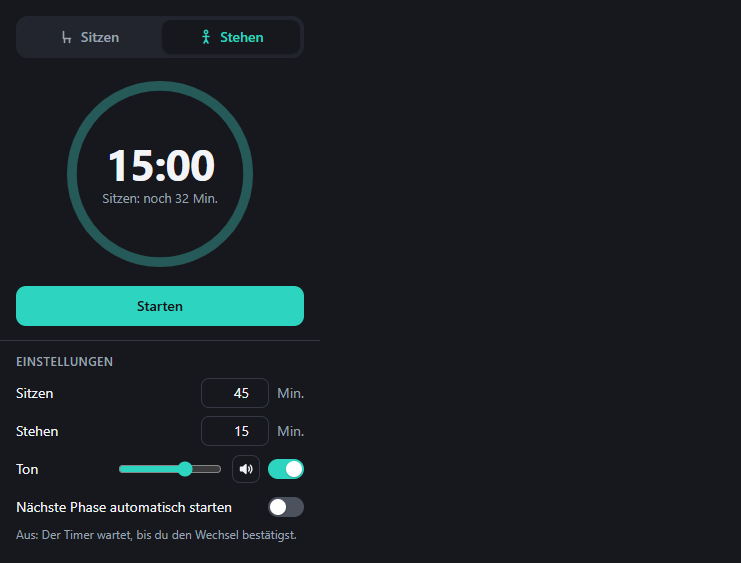 Sitzen Stehen
15:00
Sitzen: noch 32 Min.
Starten
EINSTELLUNGEN
Sitzen 45 Min.
Stehen 15 Min.
Ton
Nächste Phase automatisch starten
Aus: Der Timer wartet, bis du den Wechsel bestätigst.